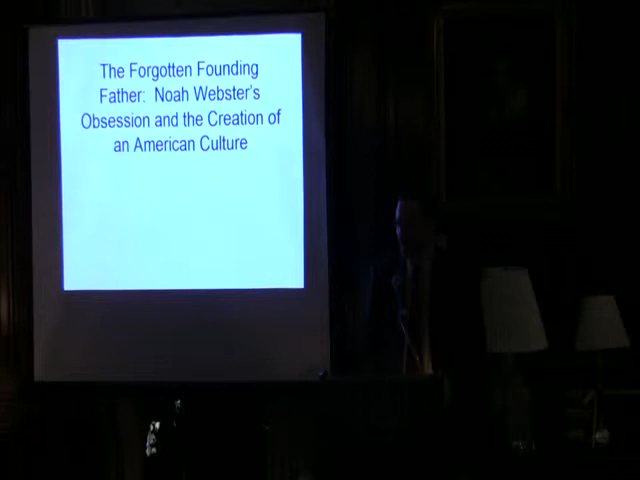 The Forgotten Founding
Father: Noah Webster's
Obsession and the Creation of
an American Culture